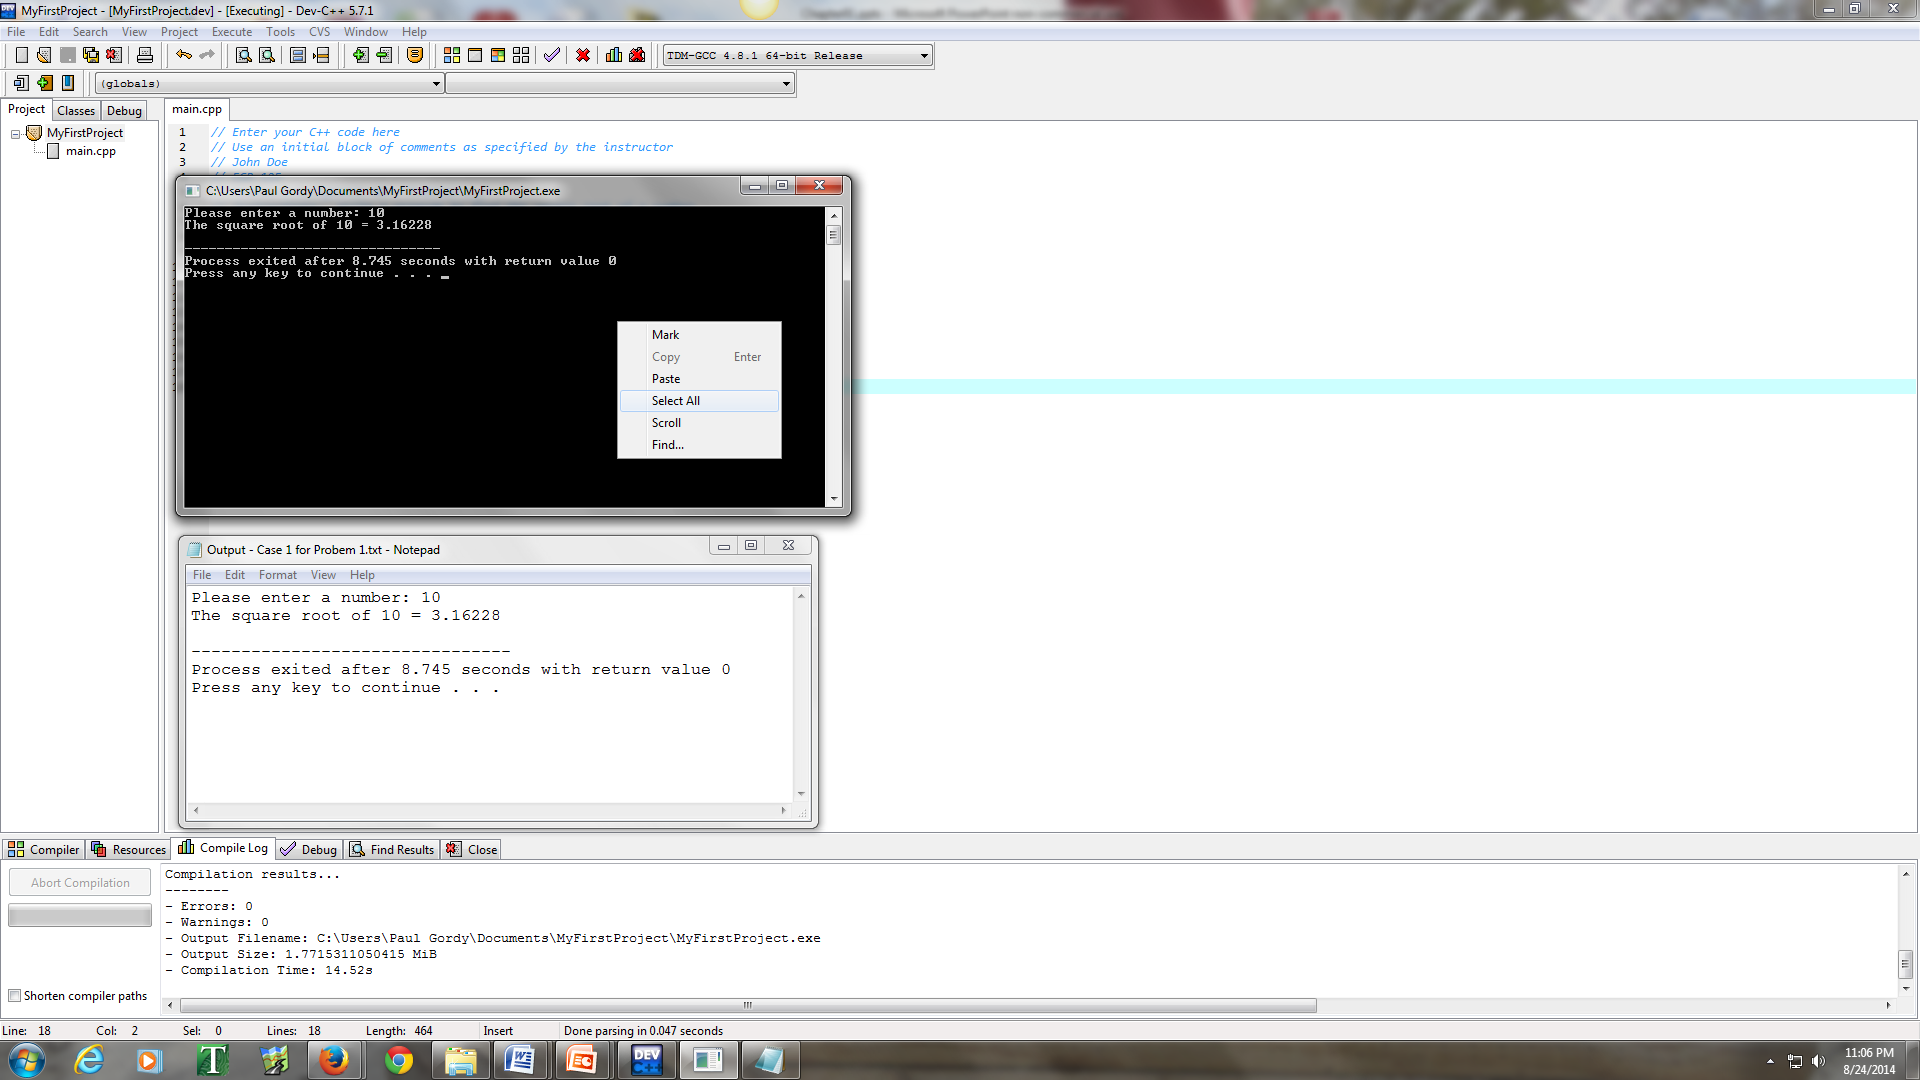 MyFirstProject - [MyFirstProject.dev] - [Executing] - Dev-C++ 5.7.1
File Edit Search View Project Execute Tools CVS Window Help
TDM-GCC 4.8.1 64-bit Release
(globals)
Project Classes Debug
main.cpp
MyFirstProject
main.cpp
1 // Enter your C++ code here
2 // Use an initial block of comments as specified by the instructor
3 // John Doe
C:\Users\Paul Gordy\Documents\MyFirstProject\MyFirstProject.exe
Please enter a number: 10
The square root of 10 = 3.16228
--------------------------------
Process exited after 8.745 seconds with return value 0
Press any key to continue . . . _
Mark
Copy Enter
Paste
Select All
Scroll
Find...
Output - Case 1 for Probem 1.txt - Notepad
File Edit Format View Help
Please enter a number: 10
The square root of 10 = 3.16228
--------------------------------
Process exited after 8.745 seconds with return value 0
Press any key to continue . . .
Compiler Resources Compile Log Debug Find Results Close
Abort Compilation
Shorten compiler paths
Compilation results...
--------
- Errors: 0
- Warnings: 0
- Output Filename: C:\Users\Paul Gordy\Documents\MyFirstProject\MyFirstProject.exe
- Output Size: 1.7715311050415 MiB
- Compilation Time: 14.52s
Line: 18 Col: 2 Sel: 0 Lines: 18 Length: 464 Insert Done parsing in 0.047 seconds
DEV C++
11:06 PM
8/24/2014